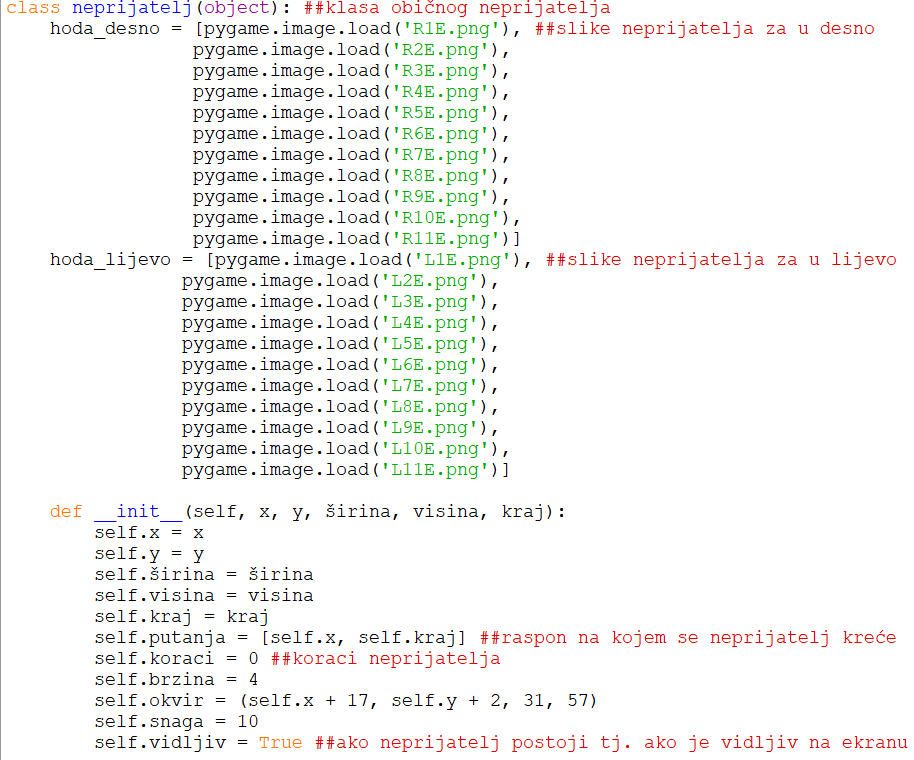 class neprijatelj(object): ##klasa običnog neprijatelja
    hoda_desno = [pygame.image.load('R1E.png'), ##slike neprijatelja za u desno
                 pygame.image.load('R2E.png'),
                 pygame.image.load('R3E.png'),
                 pygame.image.load('R4E.png'),
                 pygame.image.load('R5E.png'),
                 pygame.image.load('R6E.png'),
                 pygame.image.load('R7E.png'),
                 pygame.image.load('R8E.png'),
                 pygame.image.load('R9E.png'),
                 pygame.image.load('R10E.png'),
                 pygame.image.load('R11E.png')]
    hoda_lijevo = [pygame.image.load('L1E.png'), ##slike neprijatelja za u lijevo
                pygame.image.load('L2E.png'),
                pygame.image.load('L3E.png'),
                pygame.image.load('L4E.png'),
                pygame.image.load('L5E.png'),
                pygame.image.load('L6E.png'),
                pygame.image.load('L7E.png'),
                pygame.image.load('L8E.png'),
                pygame.image.load('L9E.png'),
                pygame.image.load('L10E.png'),
                pygame.image.load('L11E.png')]

    def __init__(self, x, y, širina, visina, kraj):
        self.x = x
        self.y = y
        self.širina = širina
        self.visina = visina
        self.kraj = kraj
        self.putanja = [self.x, self.kraj] ##raspon na kojem se neprijatelj kreće
        self.koraci = 0 ##koraci neprijatelja
        self.brzina = 4
        self.okvir = (self.x + 17, self.y + 2, 31, 57)
        self.snaga = 10
        self.vidljiv = True ##ako neprijatelj postoji tj. ako je vidljiv na ekranu